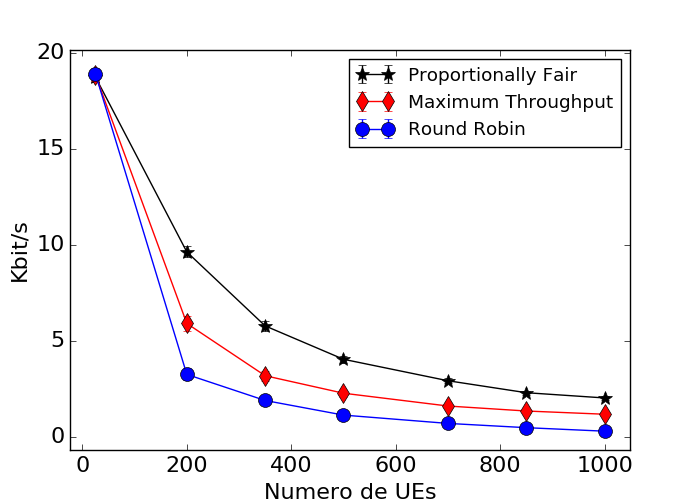 20
15
10
5
0
Kbit/s
Proportionally Fair
Maximum Throughput
Round Robin
0 200 400 600 800 1000
Numero de UEs